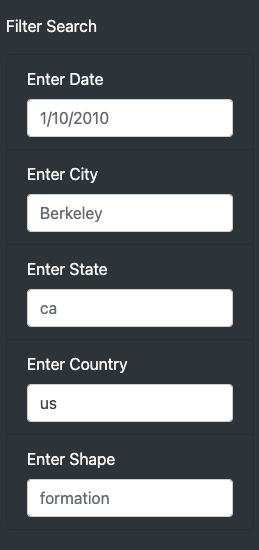 Filter Search
Enter Date
1/10/2010
Enter City
Berkeley
Enter State
ca
Enter Country
us
Enter Shape
formation